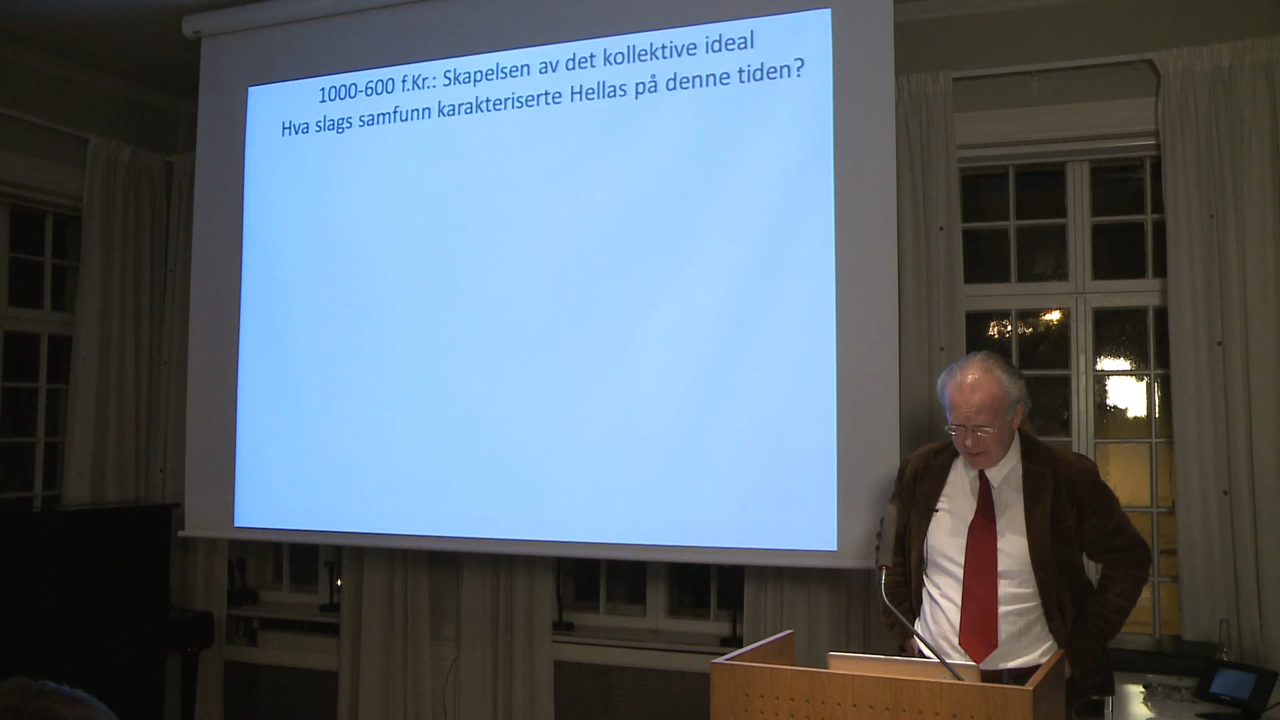 1000-600 f.Kr.: Skapelsen av det kollektive ideal
Hva slags samfunn karakteriserte Hellas på denne tiden?